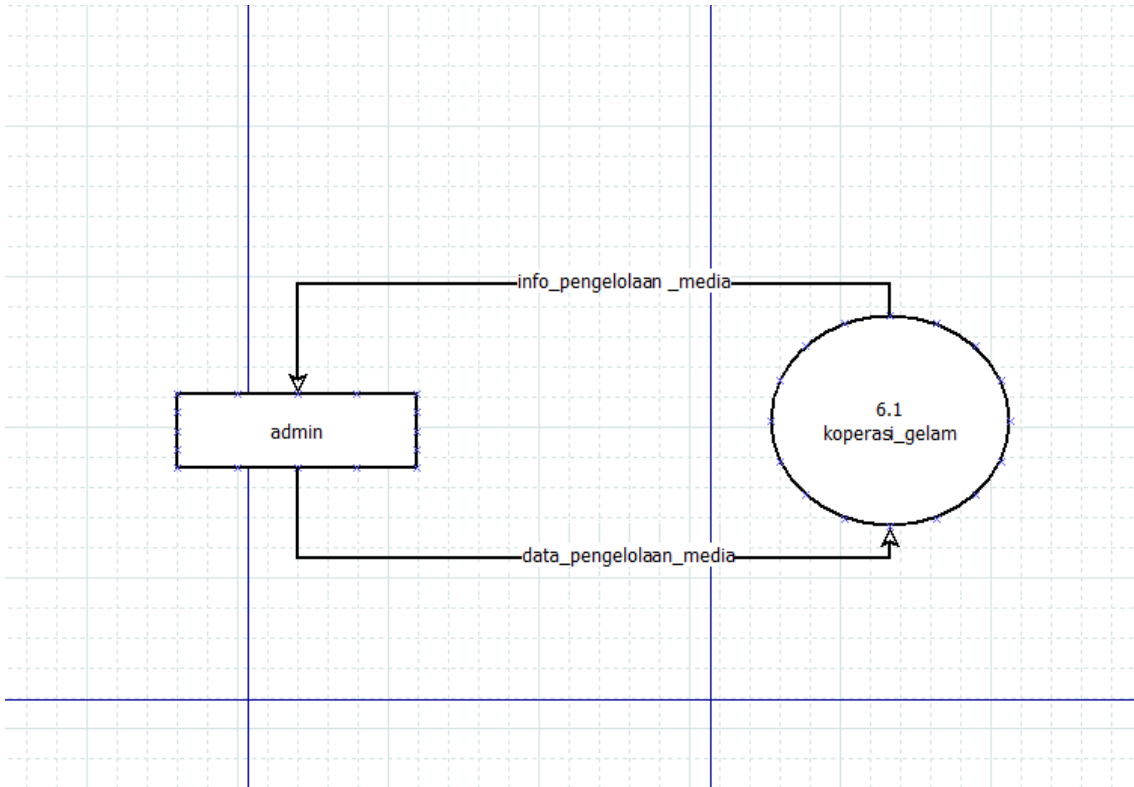 info_pengelolaan _media
admin
6.1
koperasi_gelam
data_pengelolaan_media